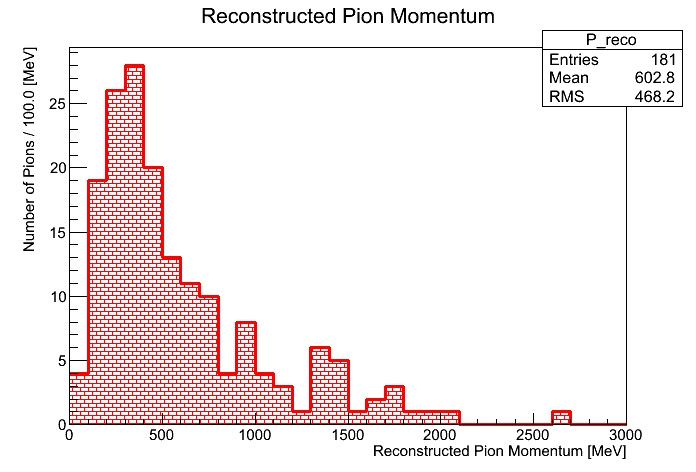 Reconstructed Pion Momentum
P_reco
Entries 181
Mean 602.8
RMS 468.2
Number of Pions / 100.0 [MeV]
25
20
15
10
5
0
0 500 1000 1500 2000 2500 3000
Reconstructed Pion Momentum [MeV]